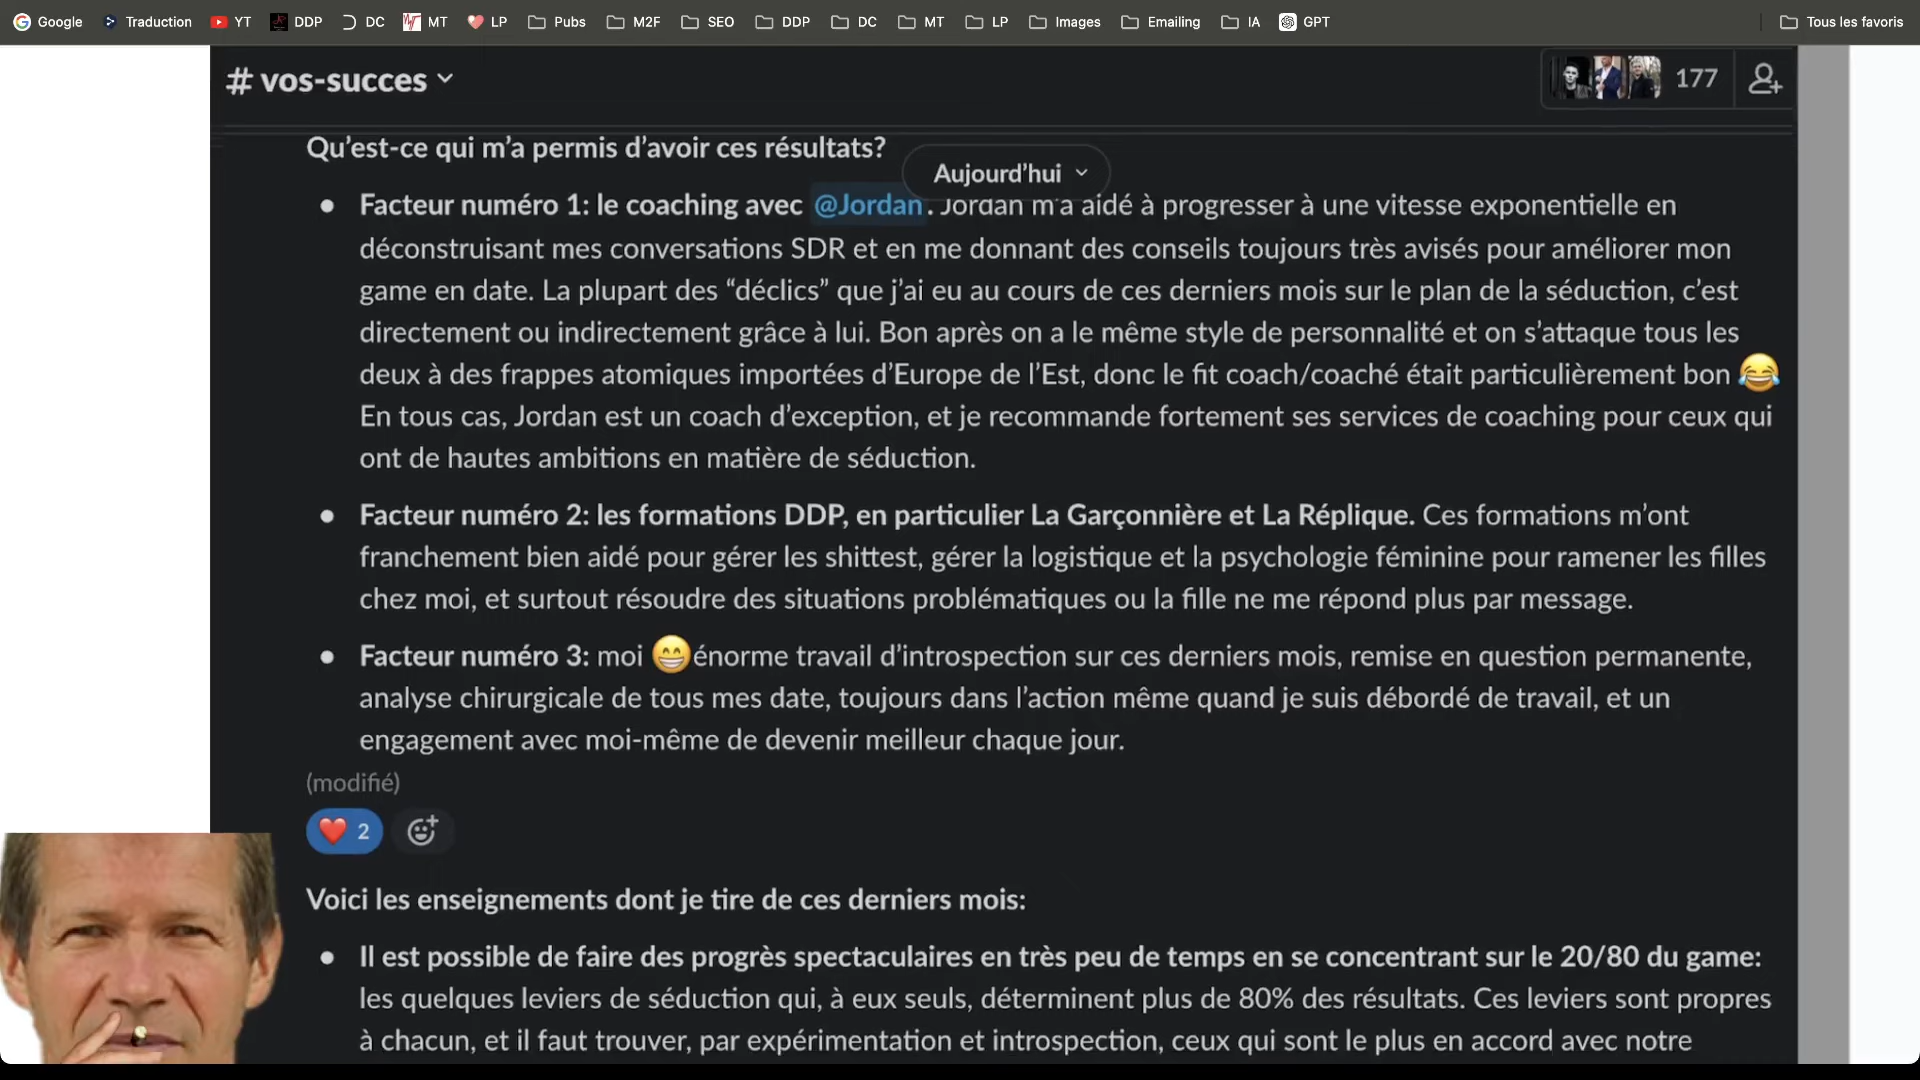 Google Traduction YT DDP DC MT LP Pubs M2F SEO DDP DC MT LP Images Emailing IA GPT Tous les favoris
# vos-succes 177
Qu’est-ce qui m’a permis d’avoir ces résultats?
Aujourd’hui
• Facteur numéro 1: le coaching avec @Jordan. Jordan m’a aidé à progresser à une vitesse exponentielle en
déconstruisant mes conversations SDR et en me donnant des conseils toujours très avisés pour améliorer mon
game en date. La plupart des “déclics” que j’ai eu au cours de ces derniers mois sur le plan de la séduction, c’est
directement ou indirectement grâce à lui. Bon après on a le même style de personnalité et on s’attaque tous les
deux à des frappes atomiques importées d’Europe de l’Est, donc le fit coach/coaché était particulièrement bon 😂
En tous cas, Jordan est un coach d’exception, et je recommande fortement ses services de coaching pour ceux qui
ont de hautes ambitions en matière de séduction.
• Facteur numéro 2: les formations DDP, en particulier La Garçonnière et La Réplique. Ces formations m’ont
franchement bien aidé pour gérer les shittest, gérer la logistique et la psychologie féminine pour ramener les filles
chez moi, et surtout résoudre des situations problématiques ou la fille ne me répond plus par message.
• Facteur numéro 3: moi 😁énorme travail d’introspection sur ces derniers mois, remise en question permanente,
analyse chirurgicale de tous mes date, toujours dans l’action même quand je suis débordé de travail, et un
engagement avec moi-même de devenir meilleur chaque jour.
(modifié)
❤️ 2
Voici les enseignements dont je tire de ces derniers mois:
• Il est possible de faire des progrès spectaculaires en très peu de temps en se concentrant sur le 20/80 du game:
les quelques leviers de séduction qui, à eux seuls, déterminent plus de 80% des résultats. Ces leviers sont propres
à chacun, et il faut trouver, par expérimentation et introspection, ceux qui sont le plus en accord avec notre